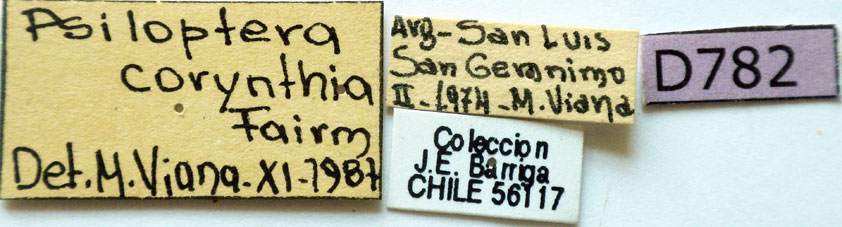 Psiloptera
corynthia
Fairm
Det. M. Viana - XI - 1987
Arg - San Luis
San Geronimo
II - 1974 - M. Viana
Coleccion
J.E. Barriga
CHILE 56117
D782